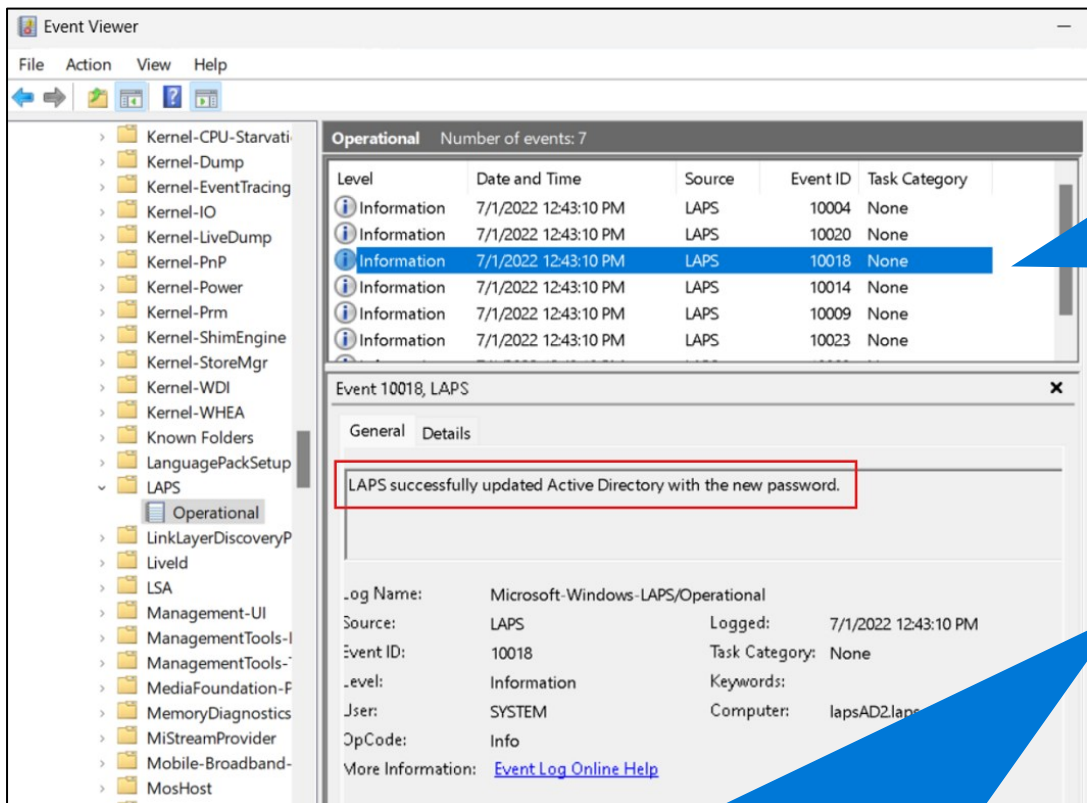 Event Viewer
File Action View Help
Kernel-CPU-Starvati
Kernel-Dump
Kernel-EventTracing
Kernel-IO
Kernel-LiveDump
Kernel-PnP
Kernel-Power
Kernel-Prm
Kernel-ShimEngine
Kernel-StoreMgr
Kernel-WDI
Kernel-WHEA
Known Folders
LanguagePackSetup
LAPS
Operational
LinkLayerDiscoveryP
LiveId
LSA
Management-UI
ManagementTools-
ManagementTools-
MediaFoundation-P
MemoryDiagnostics
MiStreamProvider
Mobile-Broadband-
MosHost
Operational Number of events: 7
Level Date and Time Source Event ID Task Category
Information 7/1/2022 12:43:10 PM LAPS 10004 None
Information 7/1/2022 12:43:10 PM LAPS 10020 None
Information 7/1/2022 12:43:10 PM LAPS 10018 None
Information 7/1/2022 12:43:10 PM LAPS 10014 None
Information 7/1/2022 12:43:10 PM LAPS 10009 None
Information 7/1/2022 12:43:10 PM LAPS 10023 None
Event 10018, LAPS
General Details
LAPS successfully updated Active Directory with the new password.
Log Name: Microsoft-Windows-LAPS/Operational
Source: LAPS Logged: 7/1/2022 12:43:10 PM
Event ID: 10018 Task Category: None
Level: Information Keywords:
User: SYSTEM Computer: lapsAD2.laps
OpCode: Info
More Information: Event Log Online Help